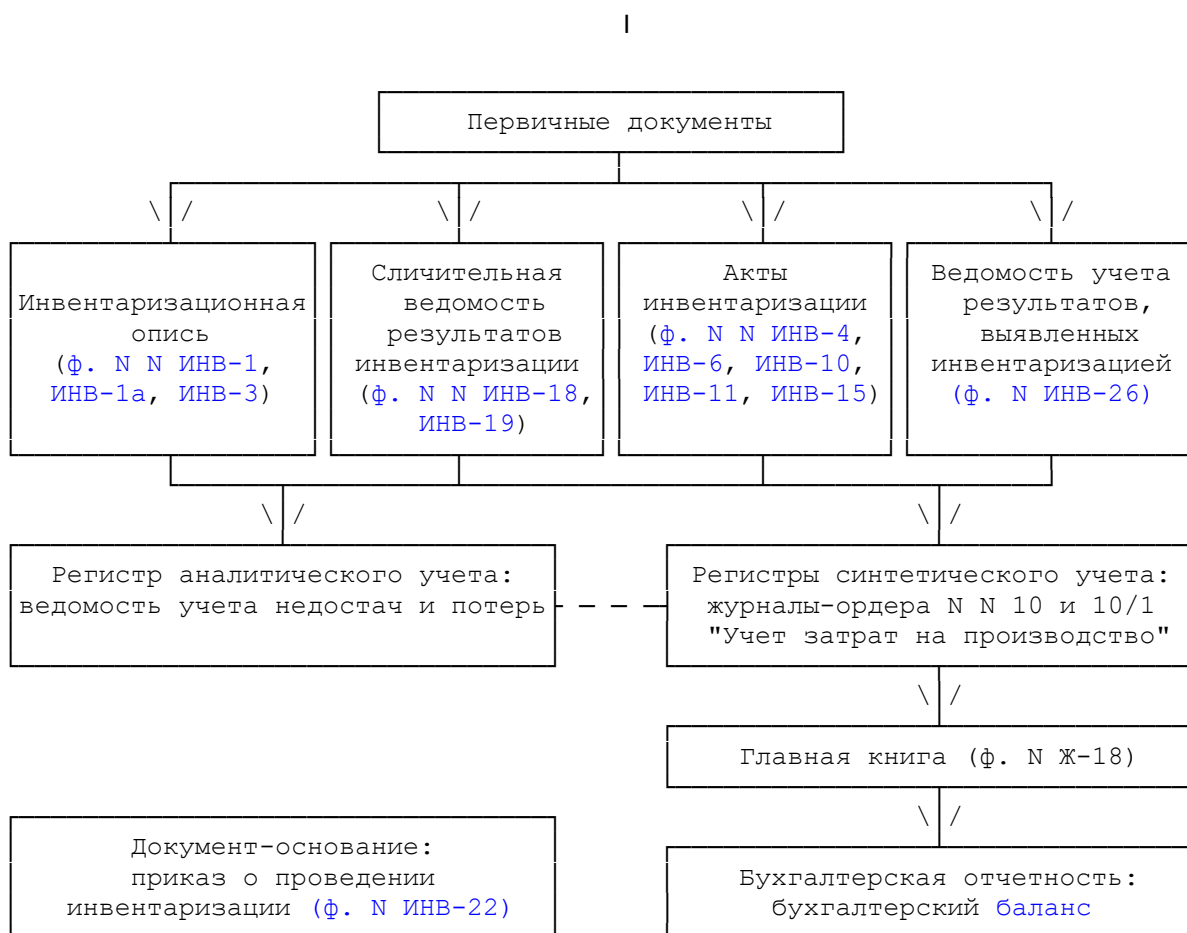 Первичные документы
Инвентаризационная
опись
(ф. N N ИНВ-1,
ИНВ-1а, ИНВ-3)
Сличительная
ведомость
результатов
инвентаризации
(ф. N N ИНВ-18,
ИНВ-19)
Акты
инвентаризации
(ф. N N ИНВ-4,
ИНВ-6, ИНВ-10,
ИНВ-11, ИНВ-15)
Ведомость учета
результатов,
выявленных
инвентаризацией
(ф. N ИНВ-26)
Регистр аналитического учета:
ведомость учета недостач и потерь
Регистры синтетического учета:
журналы-ордера N N 10 и 10/1
"Учет затрат на производство"
Главная книга (ф. N Ж-18)
Документ-основание:
приказ о проведении
инвентаризации (ф. N ИНВ-22)
Бухгалтерская отчетность:
бухгалтерский баланс